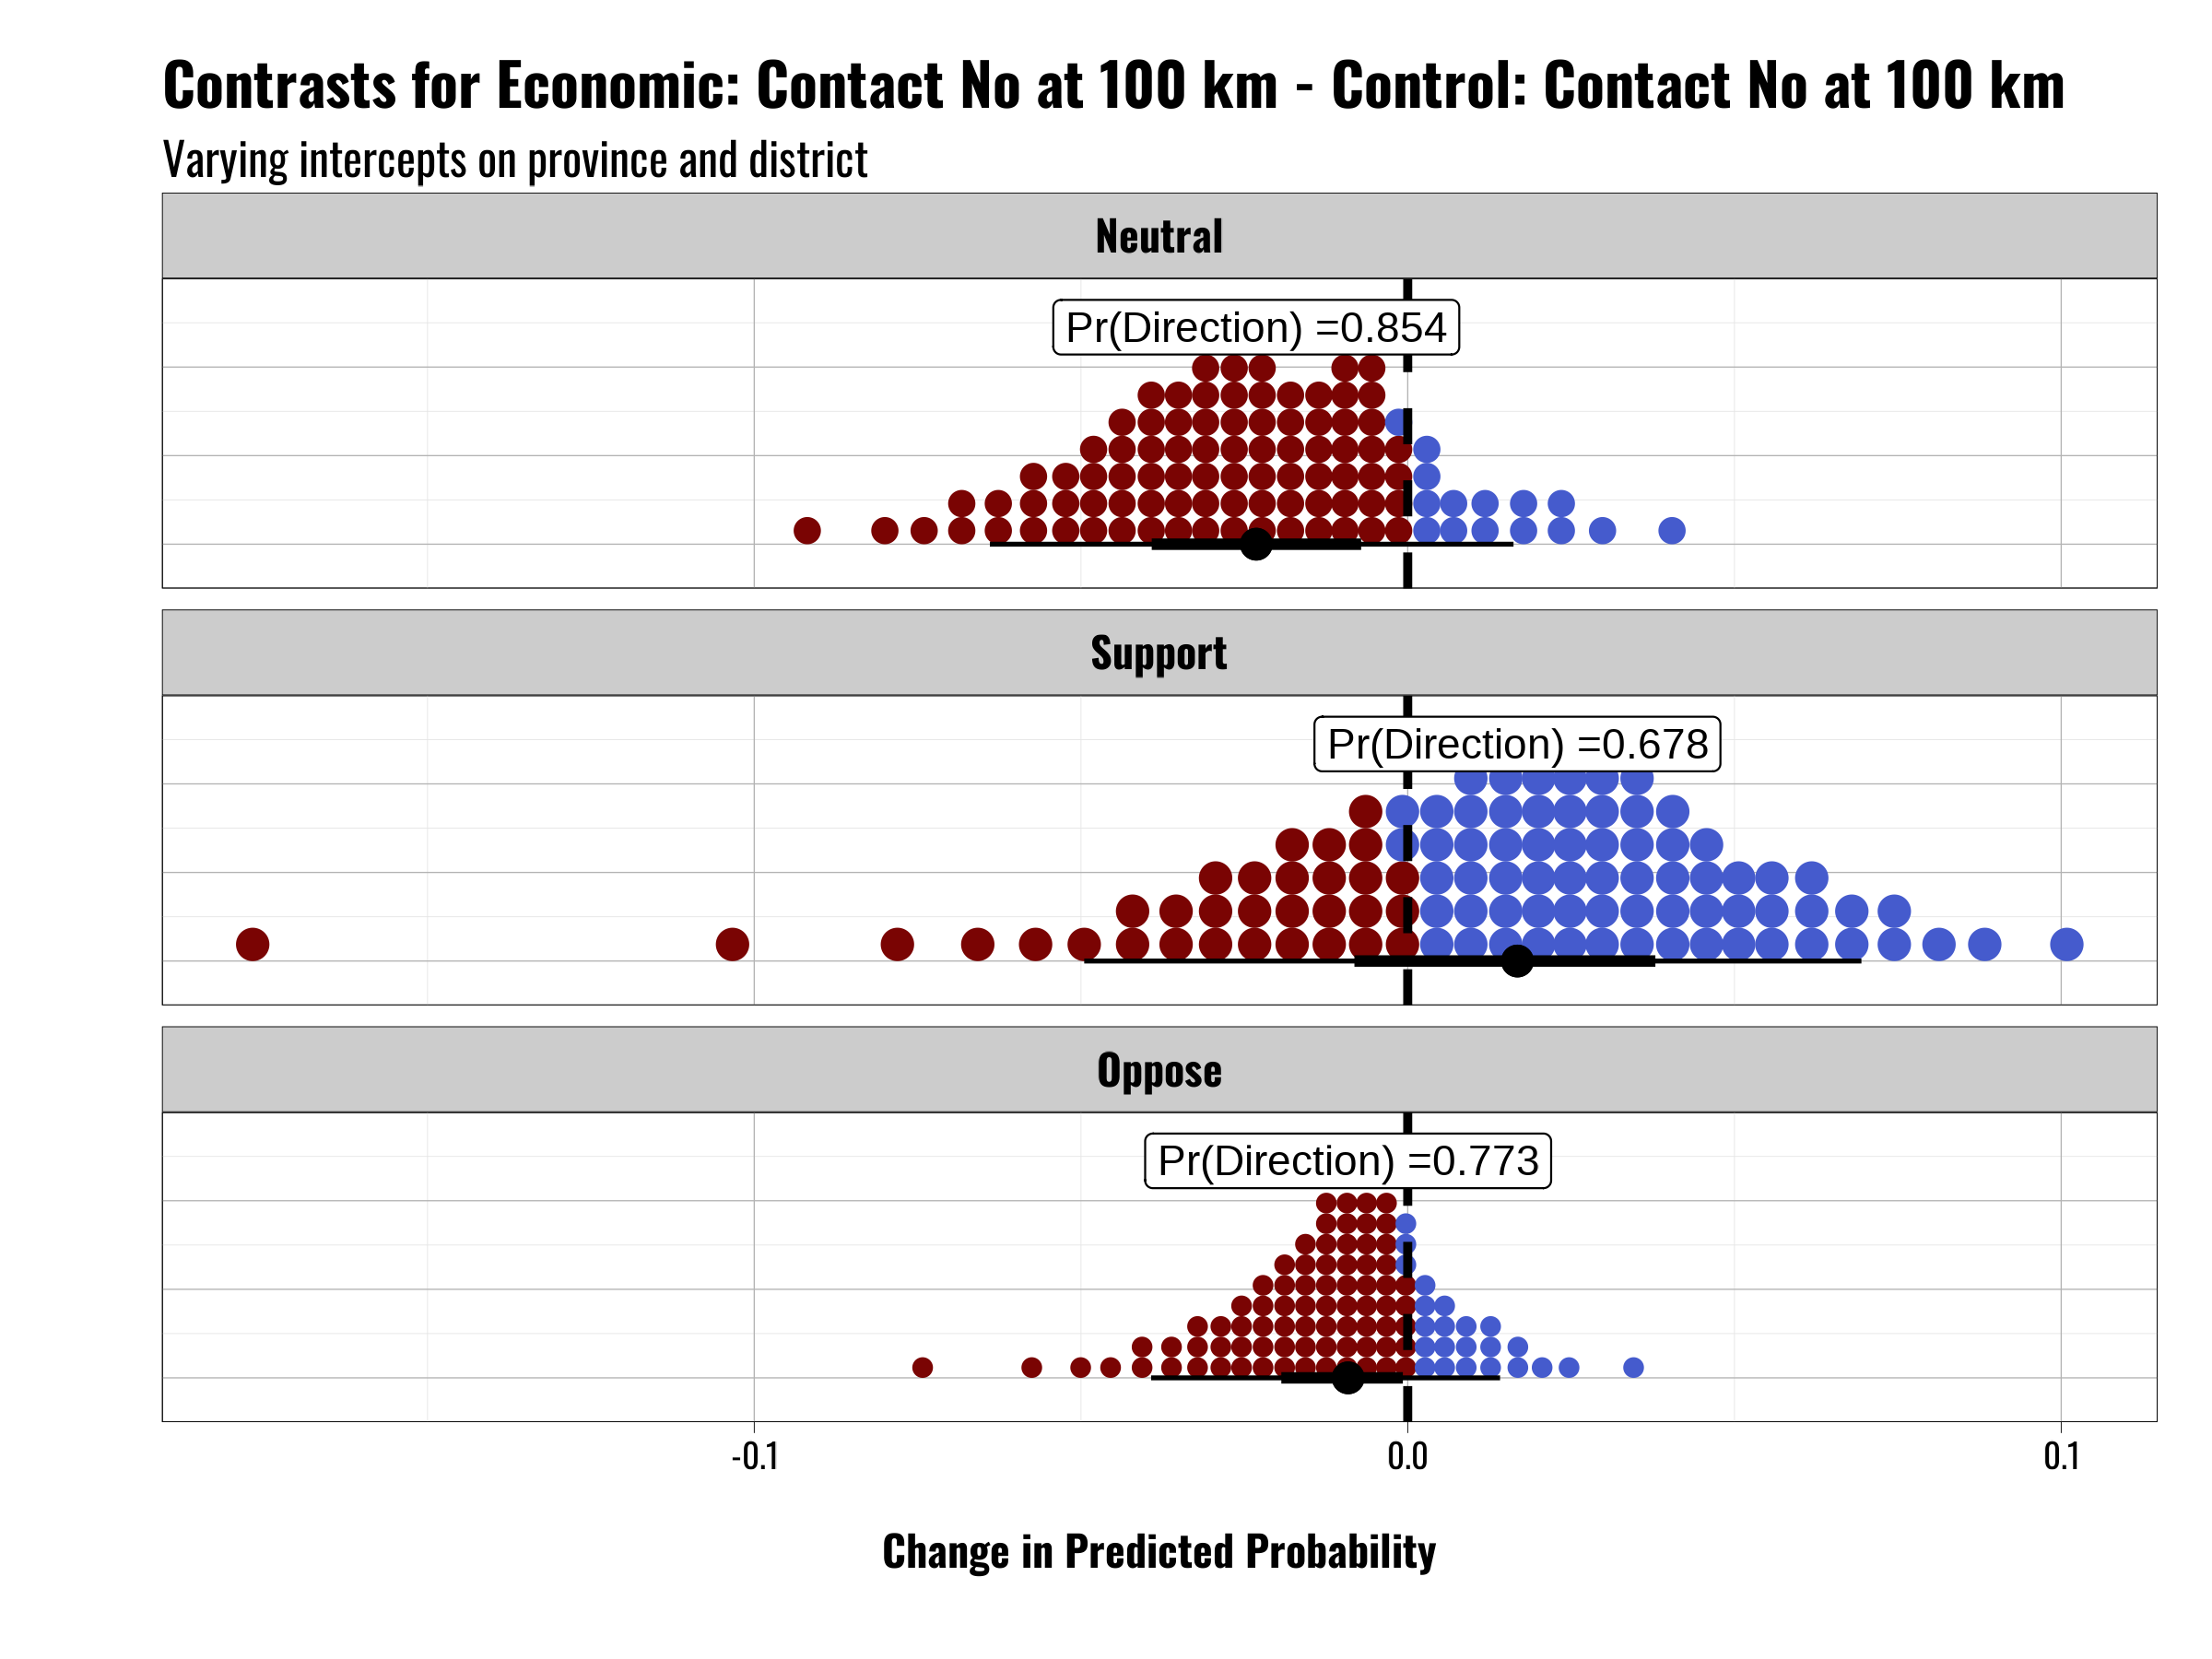 Contrasts for Economic: Contact No at 100 km - Control: Contact No at 100 km
Varying intercepts on province and district
Neutral
Pr(Direction) =0.854
Support
Pr(Direction) =0.678
Oppose
Pr(Direction) =0.773
-0.1 0.0 0.1
Change in Predicted Probability